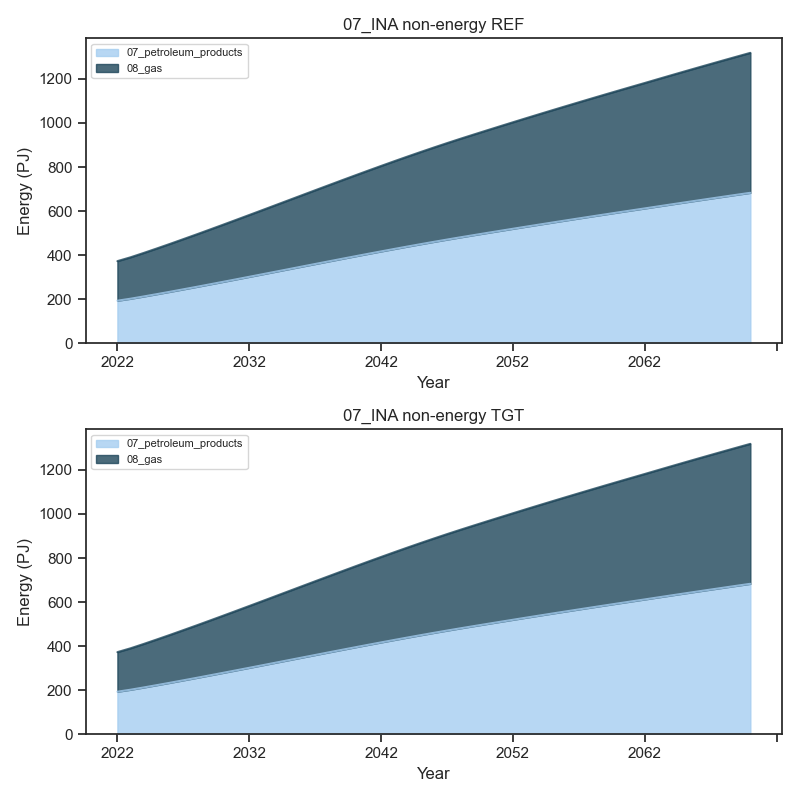 07_INA non-energy REF
07_petroleum_products
08_gas
1200
1000
800
600
400
200
0
Energy (PJ)
2022 2032 2042 2052 2062
Year
07_INA non-energy TGT
07_petroleum_products
08_gas
1200
1000
800
600
400
200
0
Energy (PJ)
2022 2032 2042 2052 2062
Year